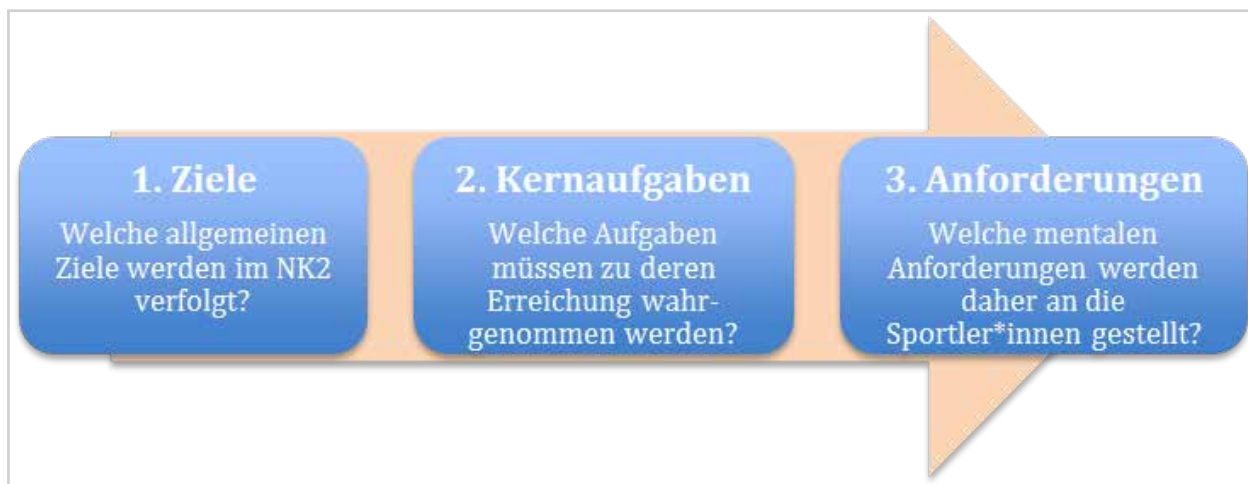 1. Ziele
Welche allgemeinen
Ziele werden im NK2
verfolgt?
2. Kernaufgaben
Welche Aufgaben
müssen zu deren
Erreichung wahr-
genommen werden?
3. Anforderungen
Welche mentalen
Anforderungen werden
daher an die
Sportler*innen gestellt?